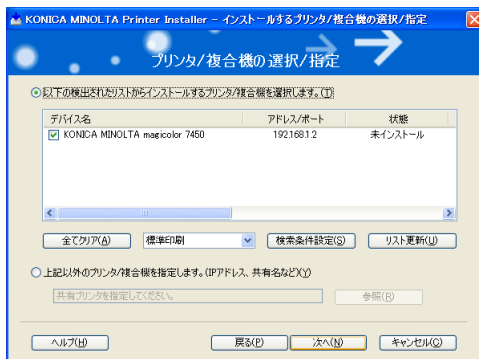 KONICA MINOLTA Printer Installer - インストールするプリンタ/複合機の選択/指定
プリンタ/複合機の選択/指定
以下の検出されたリストからインストールするプリンタ/複合機を選択します。(T)
デバイス名 アドレス/ポート 状態
KONICA MINOLTA magicolor 7450 192.168.1.2 未インストール
全てクリア(A) 標準印刷 検索条件設定(S) リスト更新(U)
上記以外のプリンタ/複合機を指定します。(IPアドレス、共有名など)(Y)
共有プリンタを指定してください。 参照(R)
ヘルプ(H) 戻る(P) 次へ(N) キャンセル(C)